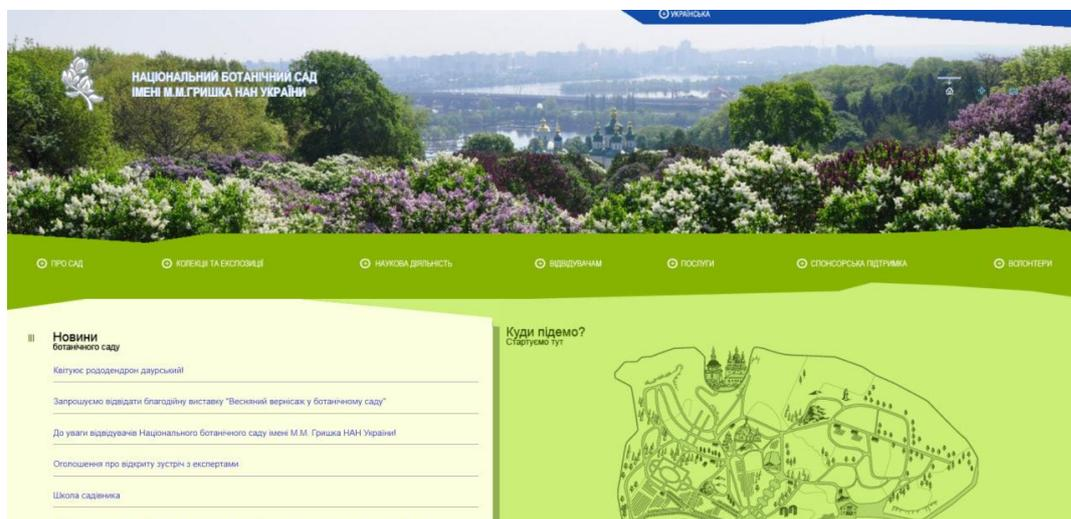 УКРАЇНСЬКА
НАЦІОНАЛЬНИЙ БОТАНІЧНИЙ САД
ІМЕНІ М.М.ГРИШКА НАН УКРАЇНИ
ПРО САД
КОЛЕКЦІЇ ТА ЕКСПОЗИЦІЇ
НАУКОВА ДІЯЛЬНІСТЬ
ВІДВІДУВАЧАМ
ПОСЛУГИ
СПОНСОРСЬКА ПІДТРИМКА
ВОЛОНТЕРИ
Новини
ботанічного саду
Квітуює рододендрон даурський!
Запрошуємо відвідати благодійну виставку "Весняний вернісаж у ботанічному саду"
До уваги відвідувачів Національного ботанічного саду імені М.М. Гришка НАН України!
Оголошення про відкриту зустріч з експертами
Школа садівника
Куди підемо?
Стартуємо тут